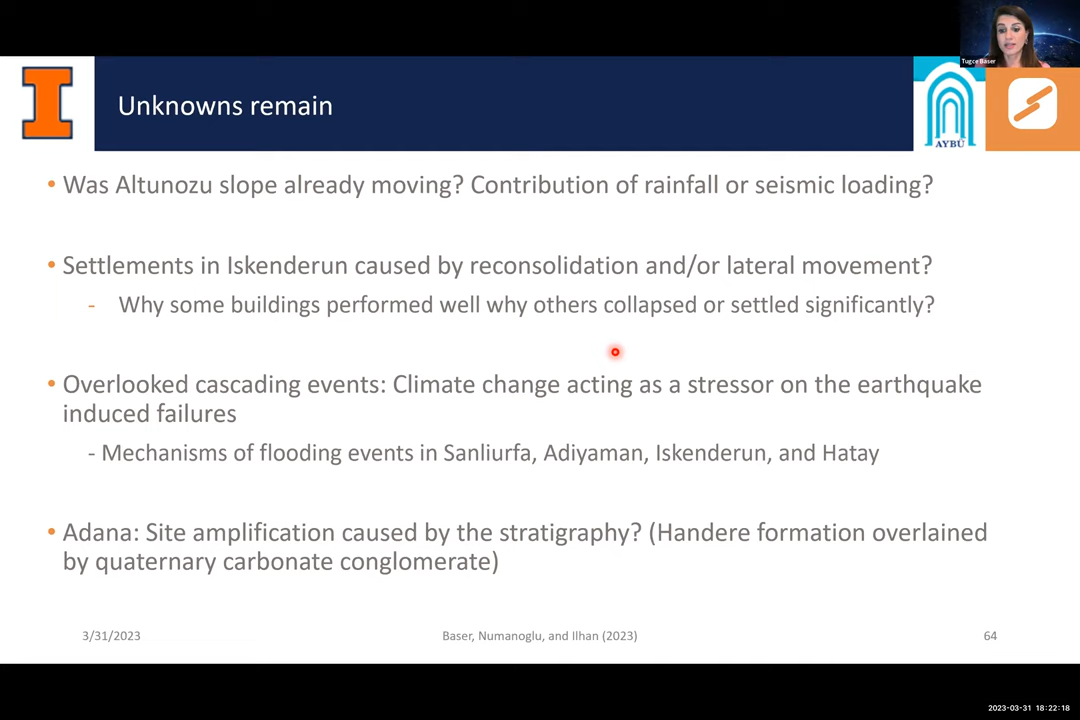 Tugce Baser
Unknowns remain
AYBÜ
• Was Altunozu slope already moving? Contribution of rainfall or seismic loading?
• Settlements in Iskenderun caused by reconsolidation and/or lateral movement?
- Why some buildings performed well why others collapsed or settled significantly?
• Overlooked cascading events: Climate change acting as a stressor on the earthquake
induced failures
- Mechanisms of flooding events in Sanliurfa, Adiyaman, Iskenderun, and Hatay
• Adana: Site amplification caused by the stratigraphy? (Handere formation overlained
by quaternary carbonate conglomerate)
3/31/2023
Baser, Numanoglu, and Ilhan (2023)
64
2023-03-31 18:22:18